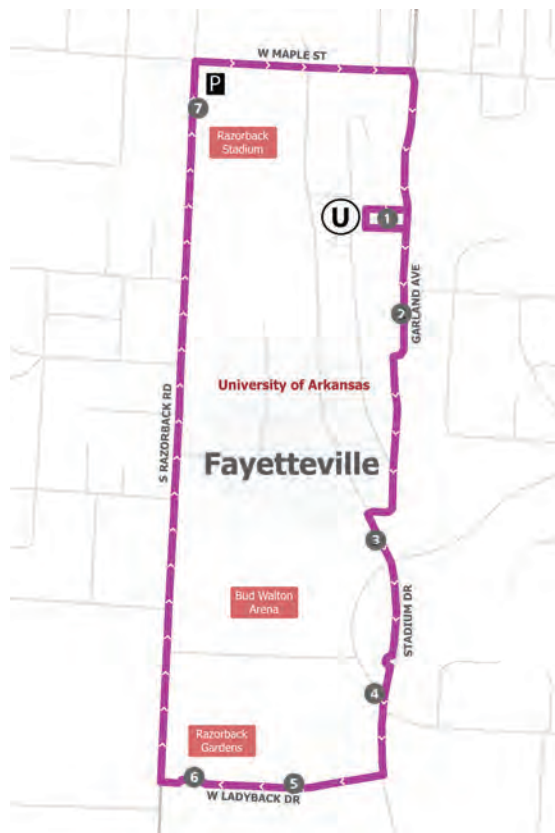 W MAPLE ST
P
7
Razorback
Stadium
U
1
2
GARLAND AVE
University of Arkansas
S RAZORBACK RD
Fayetteville
3
Bud Walton
Arena
STADIUM DR
4
Razorback
Gardens
6
5
W LADYBACK DR